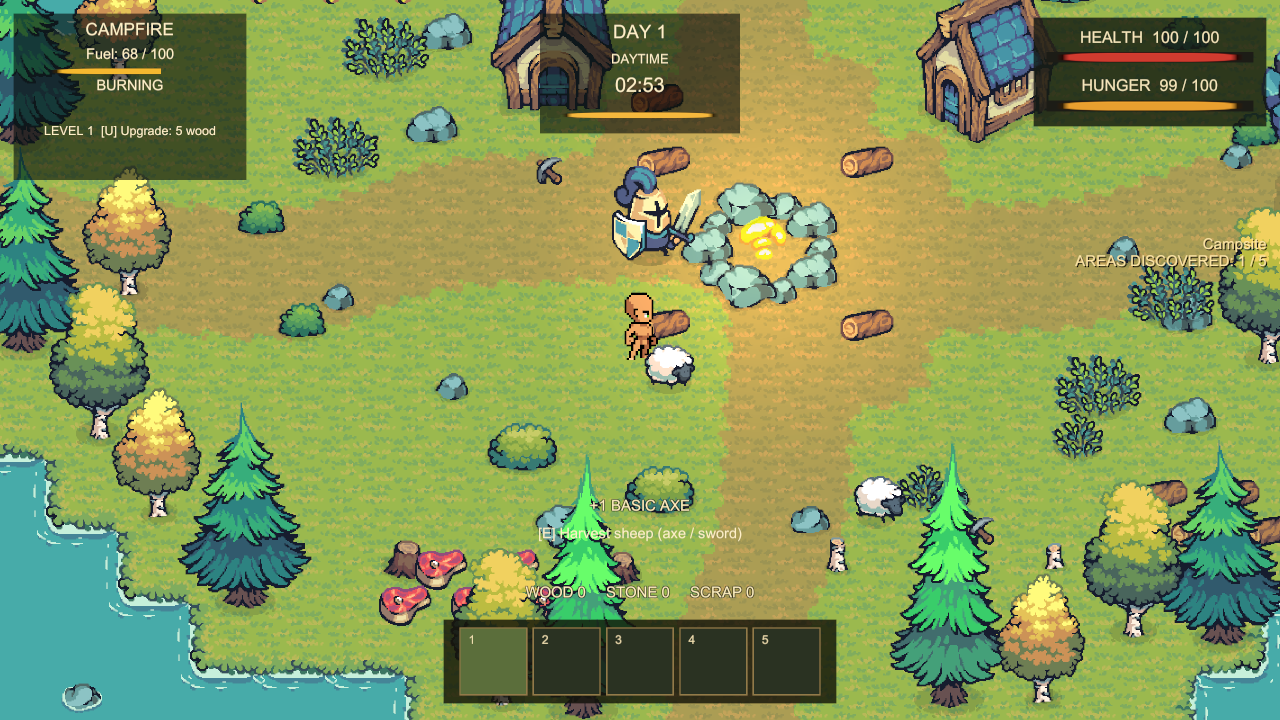 CAMPFIRE
Fuel: 68 / 100
BURNING
LEVEL 1 [U] Upgrade: 5 wood
DAY 1
DAYTIME
02:53
HEALTH 100 / 100
HUNGER 99 / 100
Campsite
AREAS DISCOVERED: 1 / 5
+1 BASIC AXE
[E] Harvest sheep (axe / sword)
WOOD 0 STONE 0 SCRAP 0
1 2 3 4 5